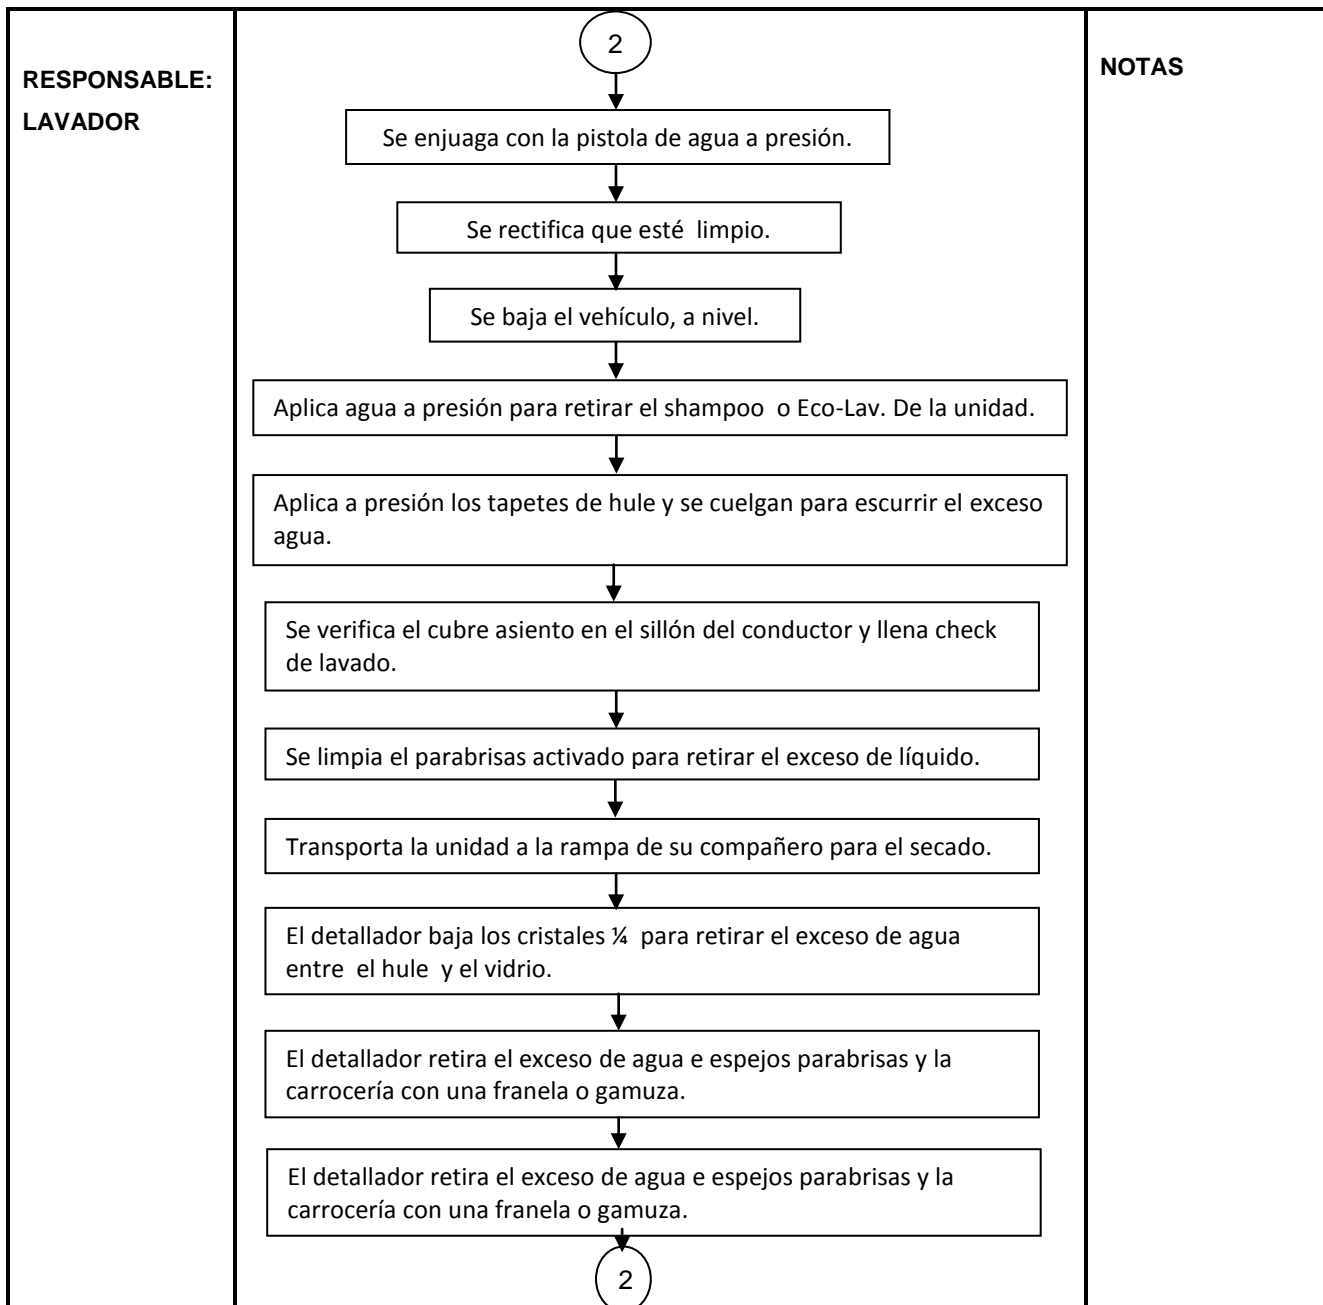 RESPONSABLE:
LAVADOR
2
NOTAS
Se enjuaga con la pistola de agua a presión.
Se rectifica que esté  limpio.
Se baja el vehículo, a nivel.
Aplica agua a presión para retirar el shampoo  o Eco-Lav. De la unidad.
Aplica a presión los tapetes de hule y se cuelgan para escurrir el exceso
agua.
Se verifica el cubre asiento en el sillón del conductor y llena check
de lavado.
Se limpia el parabrisas activado para retirar el exceso de líquido.
Transporta la unidad a la rampa de su compañero para el secado.
El detallador baja los cristales ¼  para retirar el exceso de agua
entre  el hule  y el vidrio.
El detallador retira el exceso de agua e espejos parabrisas y la
carrocería con una franela o gamuza.
El detallador retira el exceso de agua e espejos parabrisas y la
carrocería con una franela o gamuza.
2